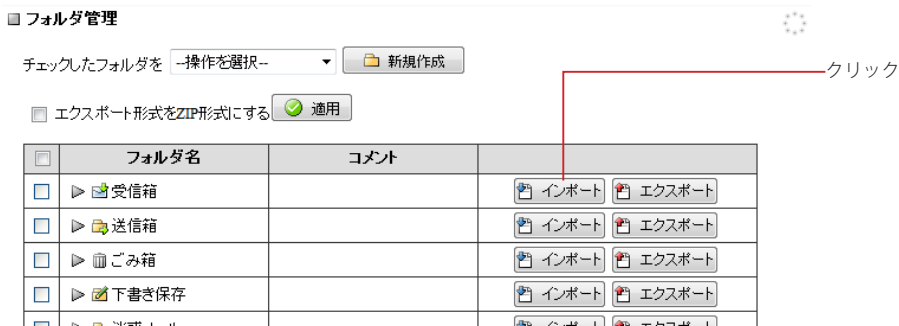 フォルダ管理
チェックしたフォルダを --操作を選択-- 新規作成
クリック
エクスポート形式をZIP形式にする 適用
フォルダ名 コメント
受信箱 インポート エクスポート
送信箱 インポート エクスポート
ごみ箱 インポート エクスポート
下書き保存 インポート エクスポート